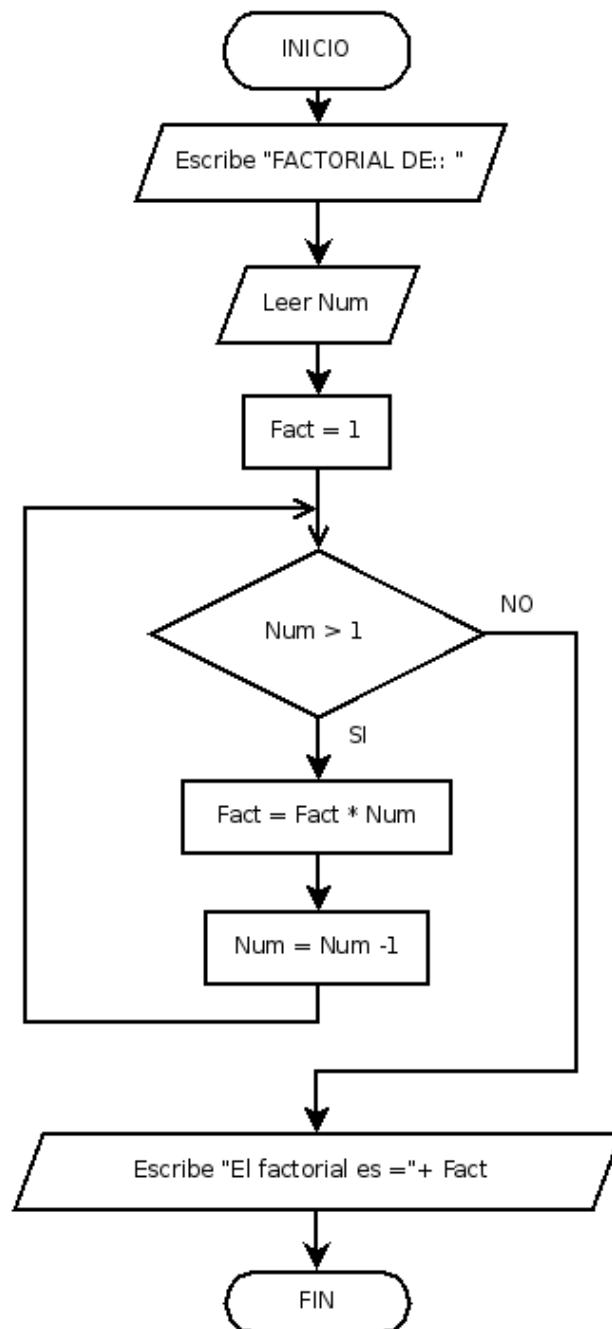 INICIO
Escribe "FACTORIAL DE:: "
Leer Num
Fact = 1
Num > 1
NO
SI
Fact = Fact * Num
Num = Num -1
Escribe "El factorial es ="+ Fact
FIN